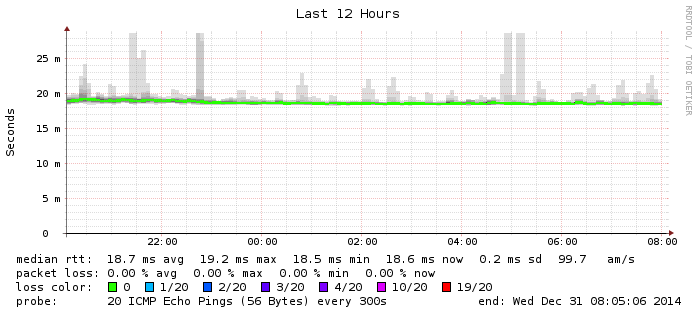 Last 12 Hours
RRDTOOL / TOBI OETIKER
Seconds
25 m
20 m
15 m
10 m
5 m
0
22:00 00:00 02:00 04:00 06:00 08:00
median rtt: 18.7 ms avg 19.2 ms max 18.5 ms min 18.6 ms now 0.2 ms sd 99.7 am/s
packet loss: 0.00 % avg 0.00 % max 0.00 % min 0.00 % now
loss color: 0 1/20 2/20 3/20 4/20 10/20 19/20
probe: 20 ICMP Echo Pings (56 Bytes) every 300s end: Wed Dec 31 08:05:06 2014